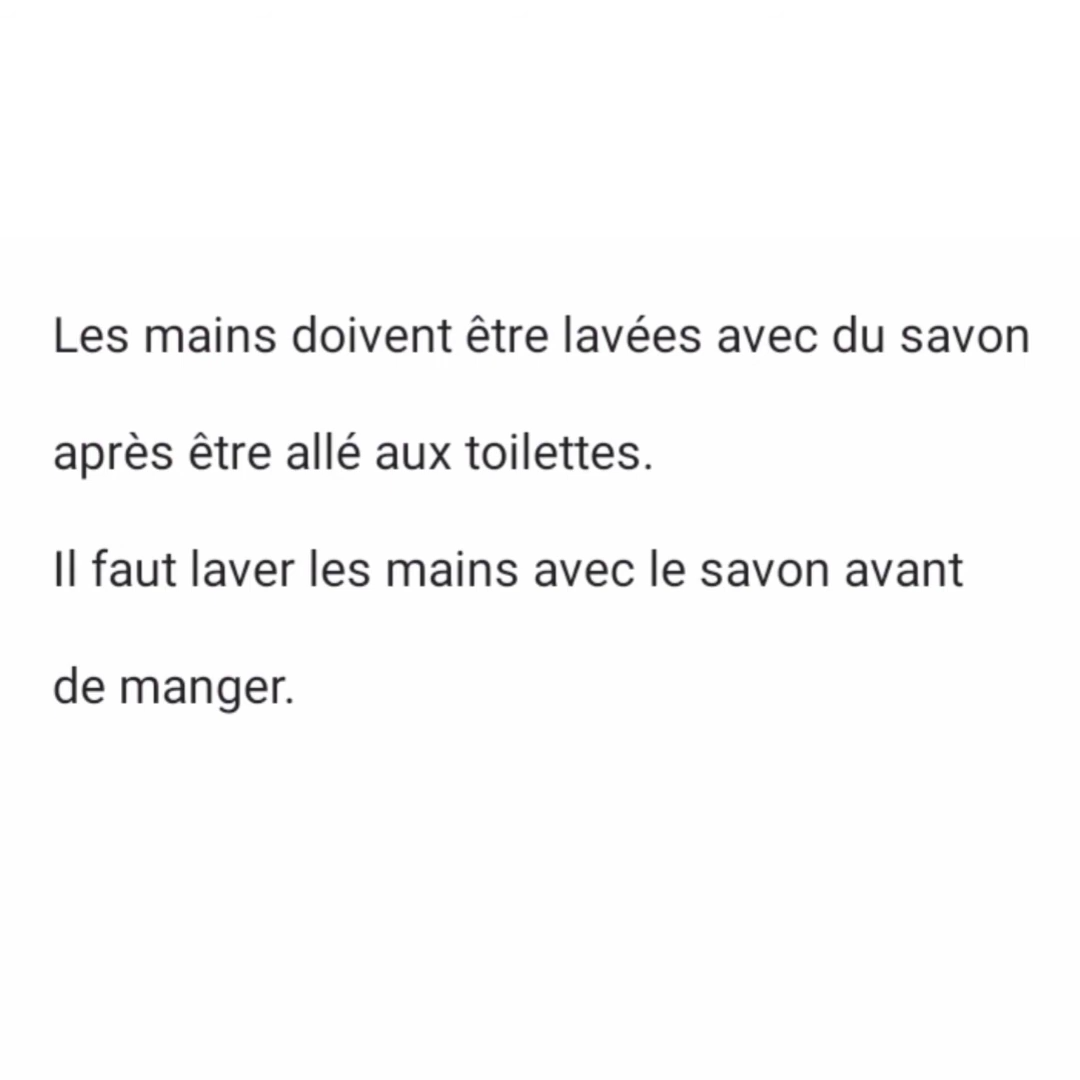 Les mains doivent être lavées avec du savon
après être allé aux toilettes.
Il faut laver les mains avec le savon avant
de manger.